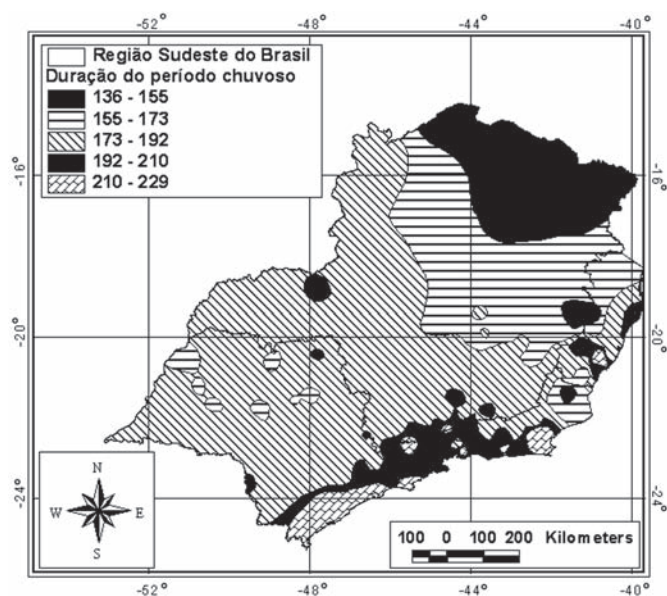 -52° -48° -44° -40°
Região Sudeste do Brasil
Duração do período chuvoso
136 - 155
155 - 173
173 - 192
192 - 210
210 - 229
-16° -16°
-20° -20°
-24° -24°
N
W E
S
100 0 100 200 Kilometers
-52° -48° -44° -40°